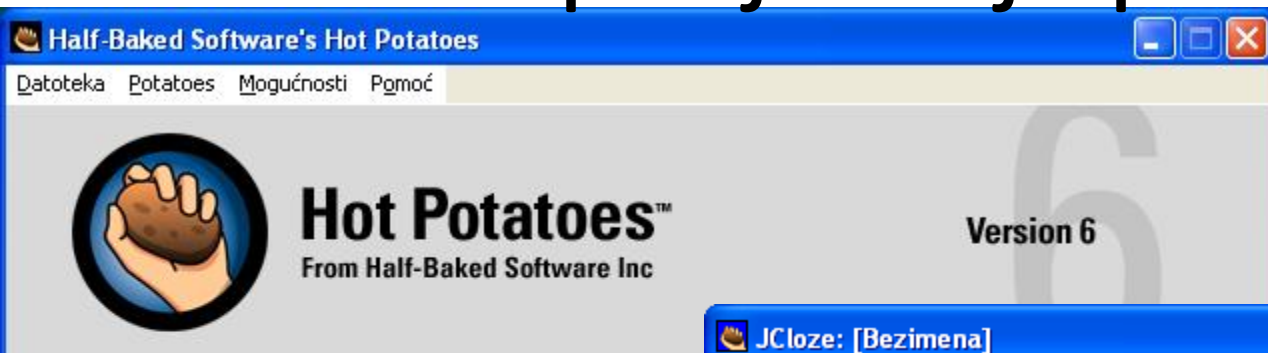 Half-Baked Software's Hot Potatoes
Datoteka Potatoes Mogućnosti Pomoć
6
Hot Potatoes™
From Half-Baked Software Inc
Version 6
JCloze: [Bezimena]